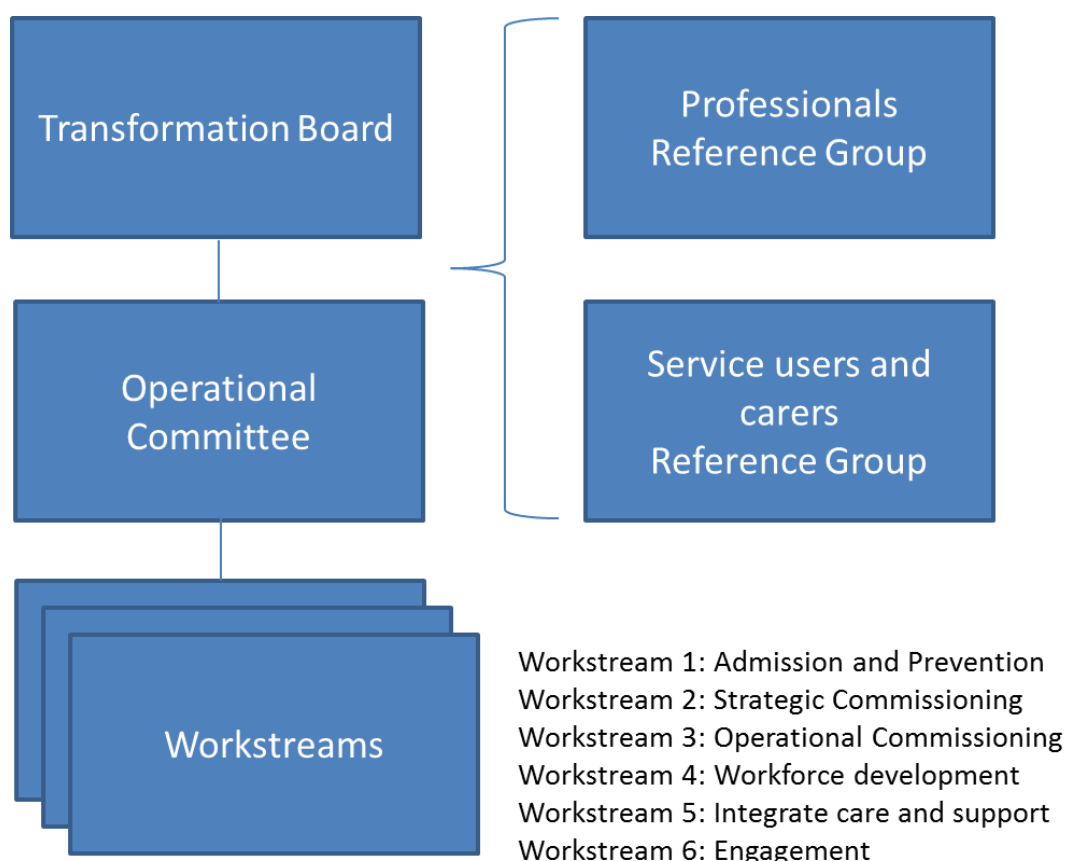 Transformation Board
Professionals
Reference Group
Operational
Committee
Service users and
carers
Reference Group
Workstreams
Workstream 1: Admission and Prevention
Workstream 2: Strategic Commissioning
Workstream 3: Operational Commissioning
Workstream 4: Workforce development
Workstream 5: Integrate care and support
Workstream 6: Engagement